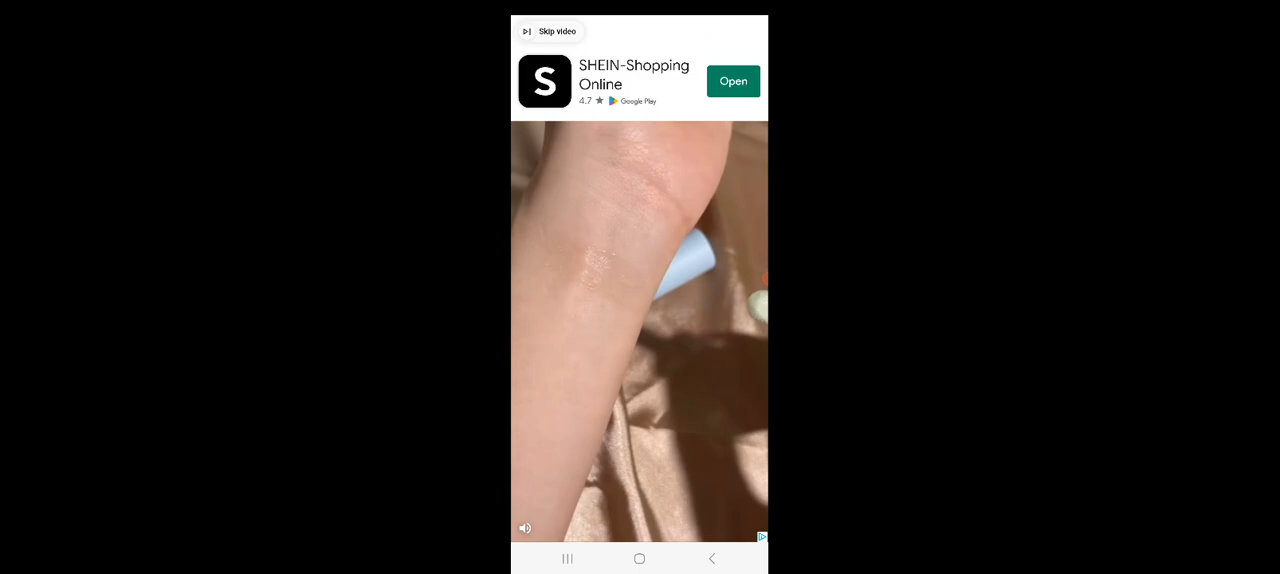 Skip video
S
SHEIN-Shopping
Online
Open
4.7 ★ Google Play